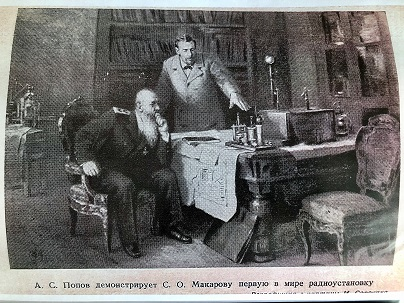 А. С. Попов демонстрирует С. О. Макарову первую в мире радиоустановку